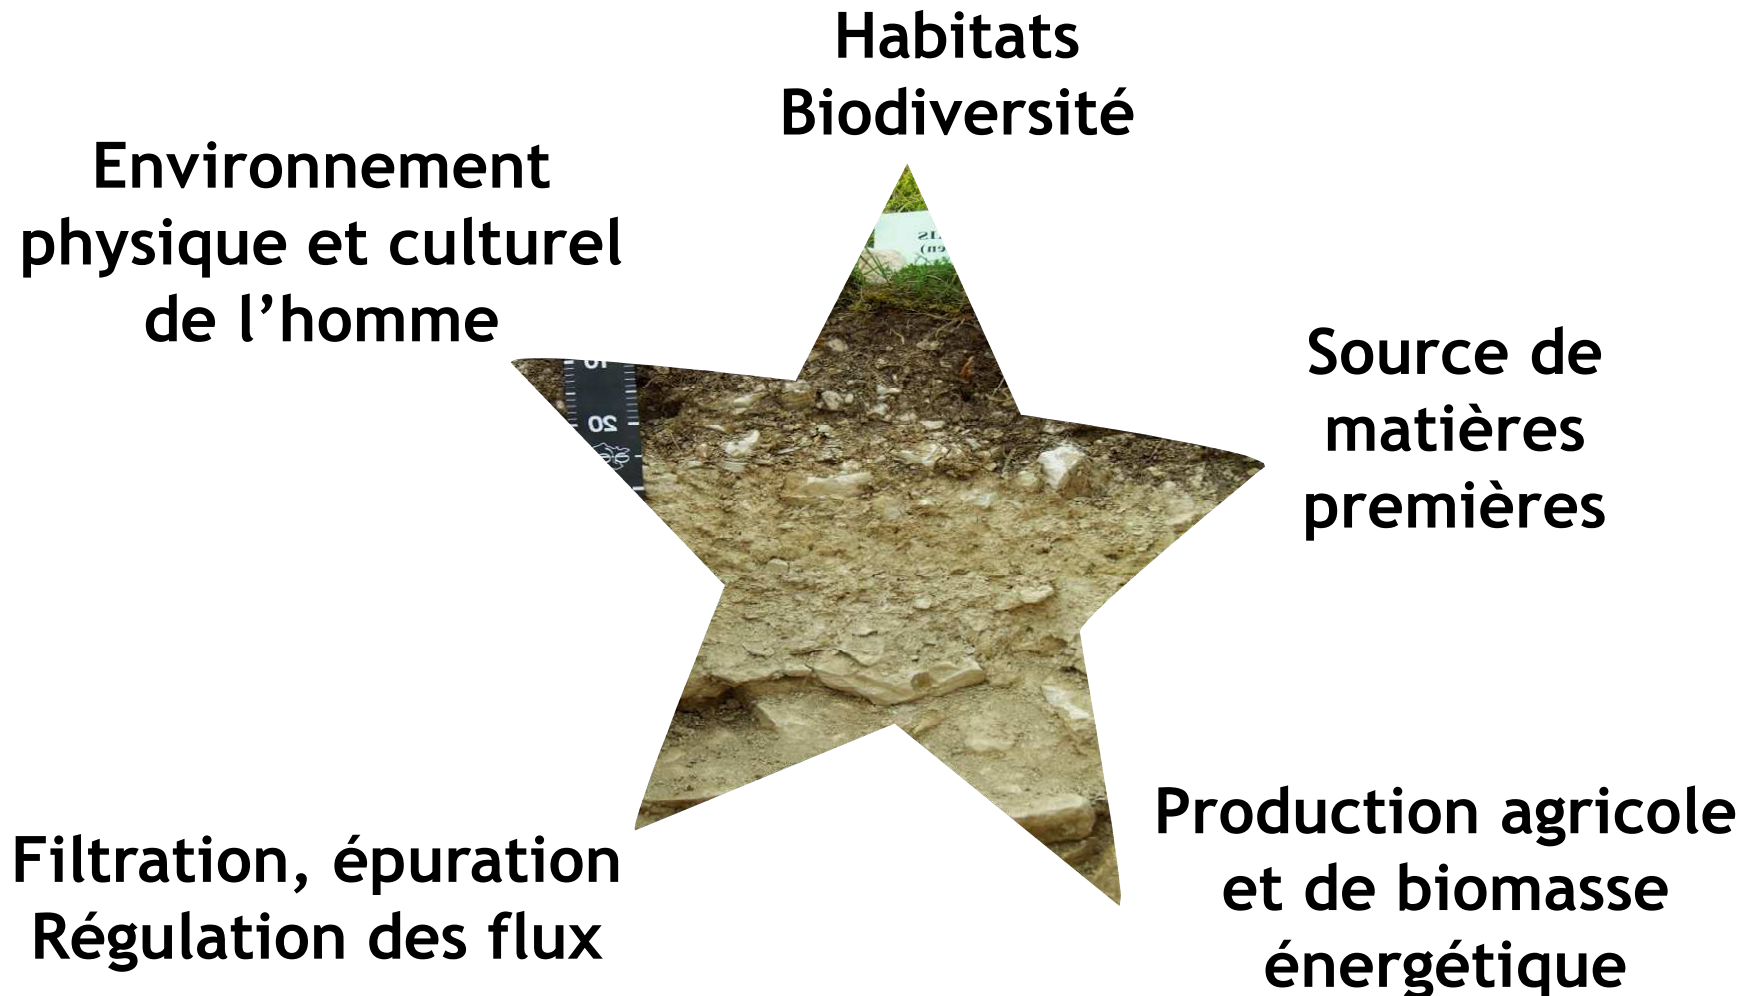 Habitats
Biodiversité
Environnement
physique et culturel
de l’homme
Source de
matières
premières
Filtration, épuration
Régulation des flux
Production agricole
et de biomasse
énergétique
20